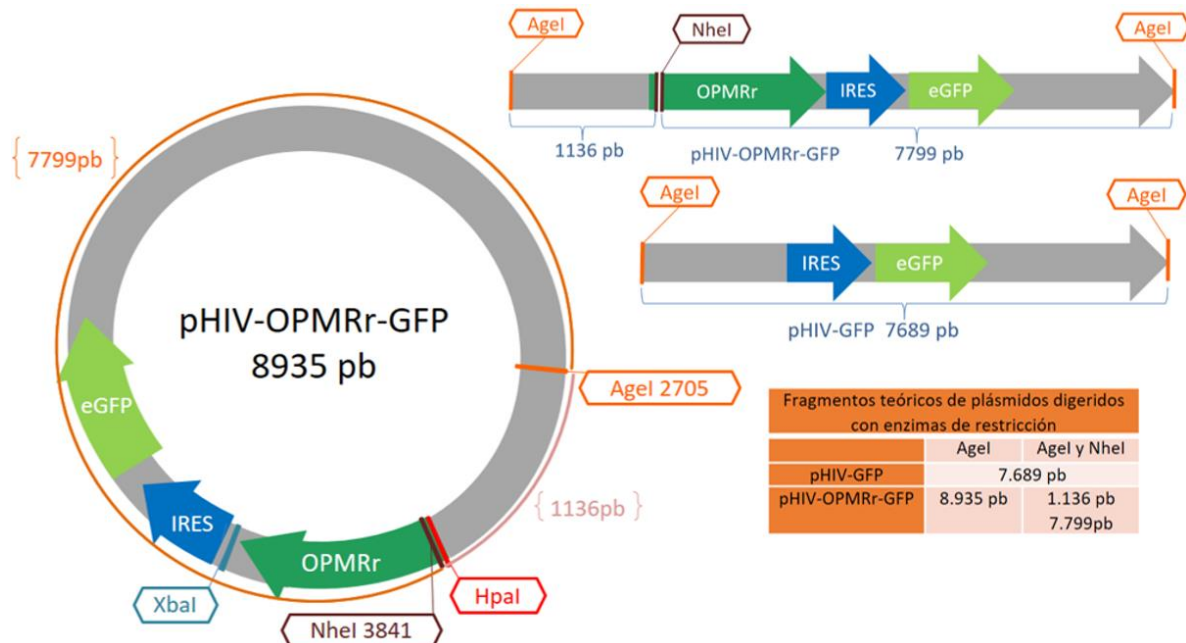 AgeI
NheI
AgeI
OPMRr
IRES
eGFP
1136 pb
pHIV-OPMRr-GFP
7799 pb
{ 7799pb }
AgeI
AgeI
IRES
eGFP
pHIV-GFP 7689 pb
pHIV-OPMRr-GFP
8935 pb
AgeI 2705
eGFP
{ 1136pb }
IRES
OPMRr
XbaI
HpaI
NheI 3841
Fragmentos teóricos de plásmidos digeridos
con enzimas de restricción
AgeI
AgeI y NheI
pHIV-GFP
7.689 pb
pHIV-OPMRr-GFP
8.935 pb
1.136 pb
7.799pb